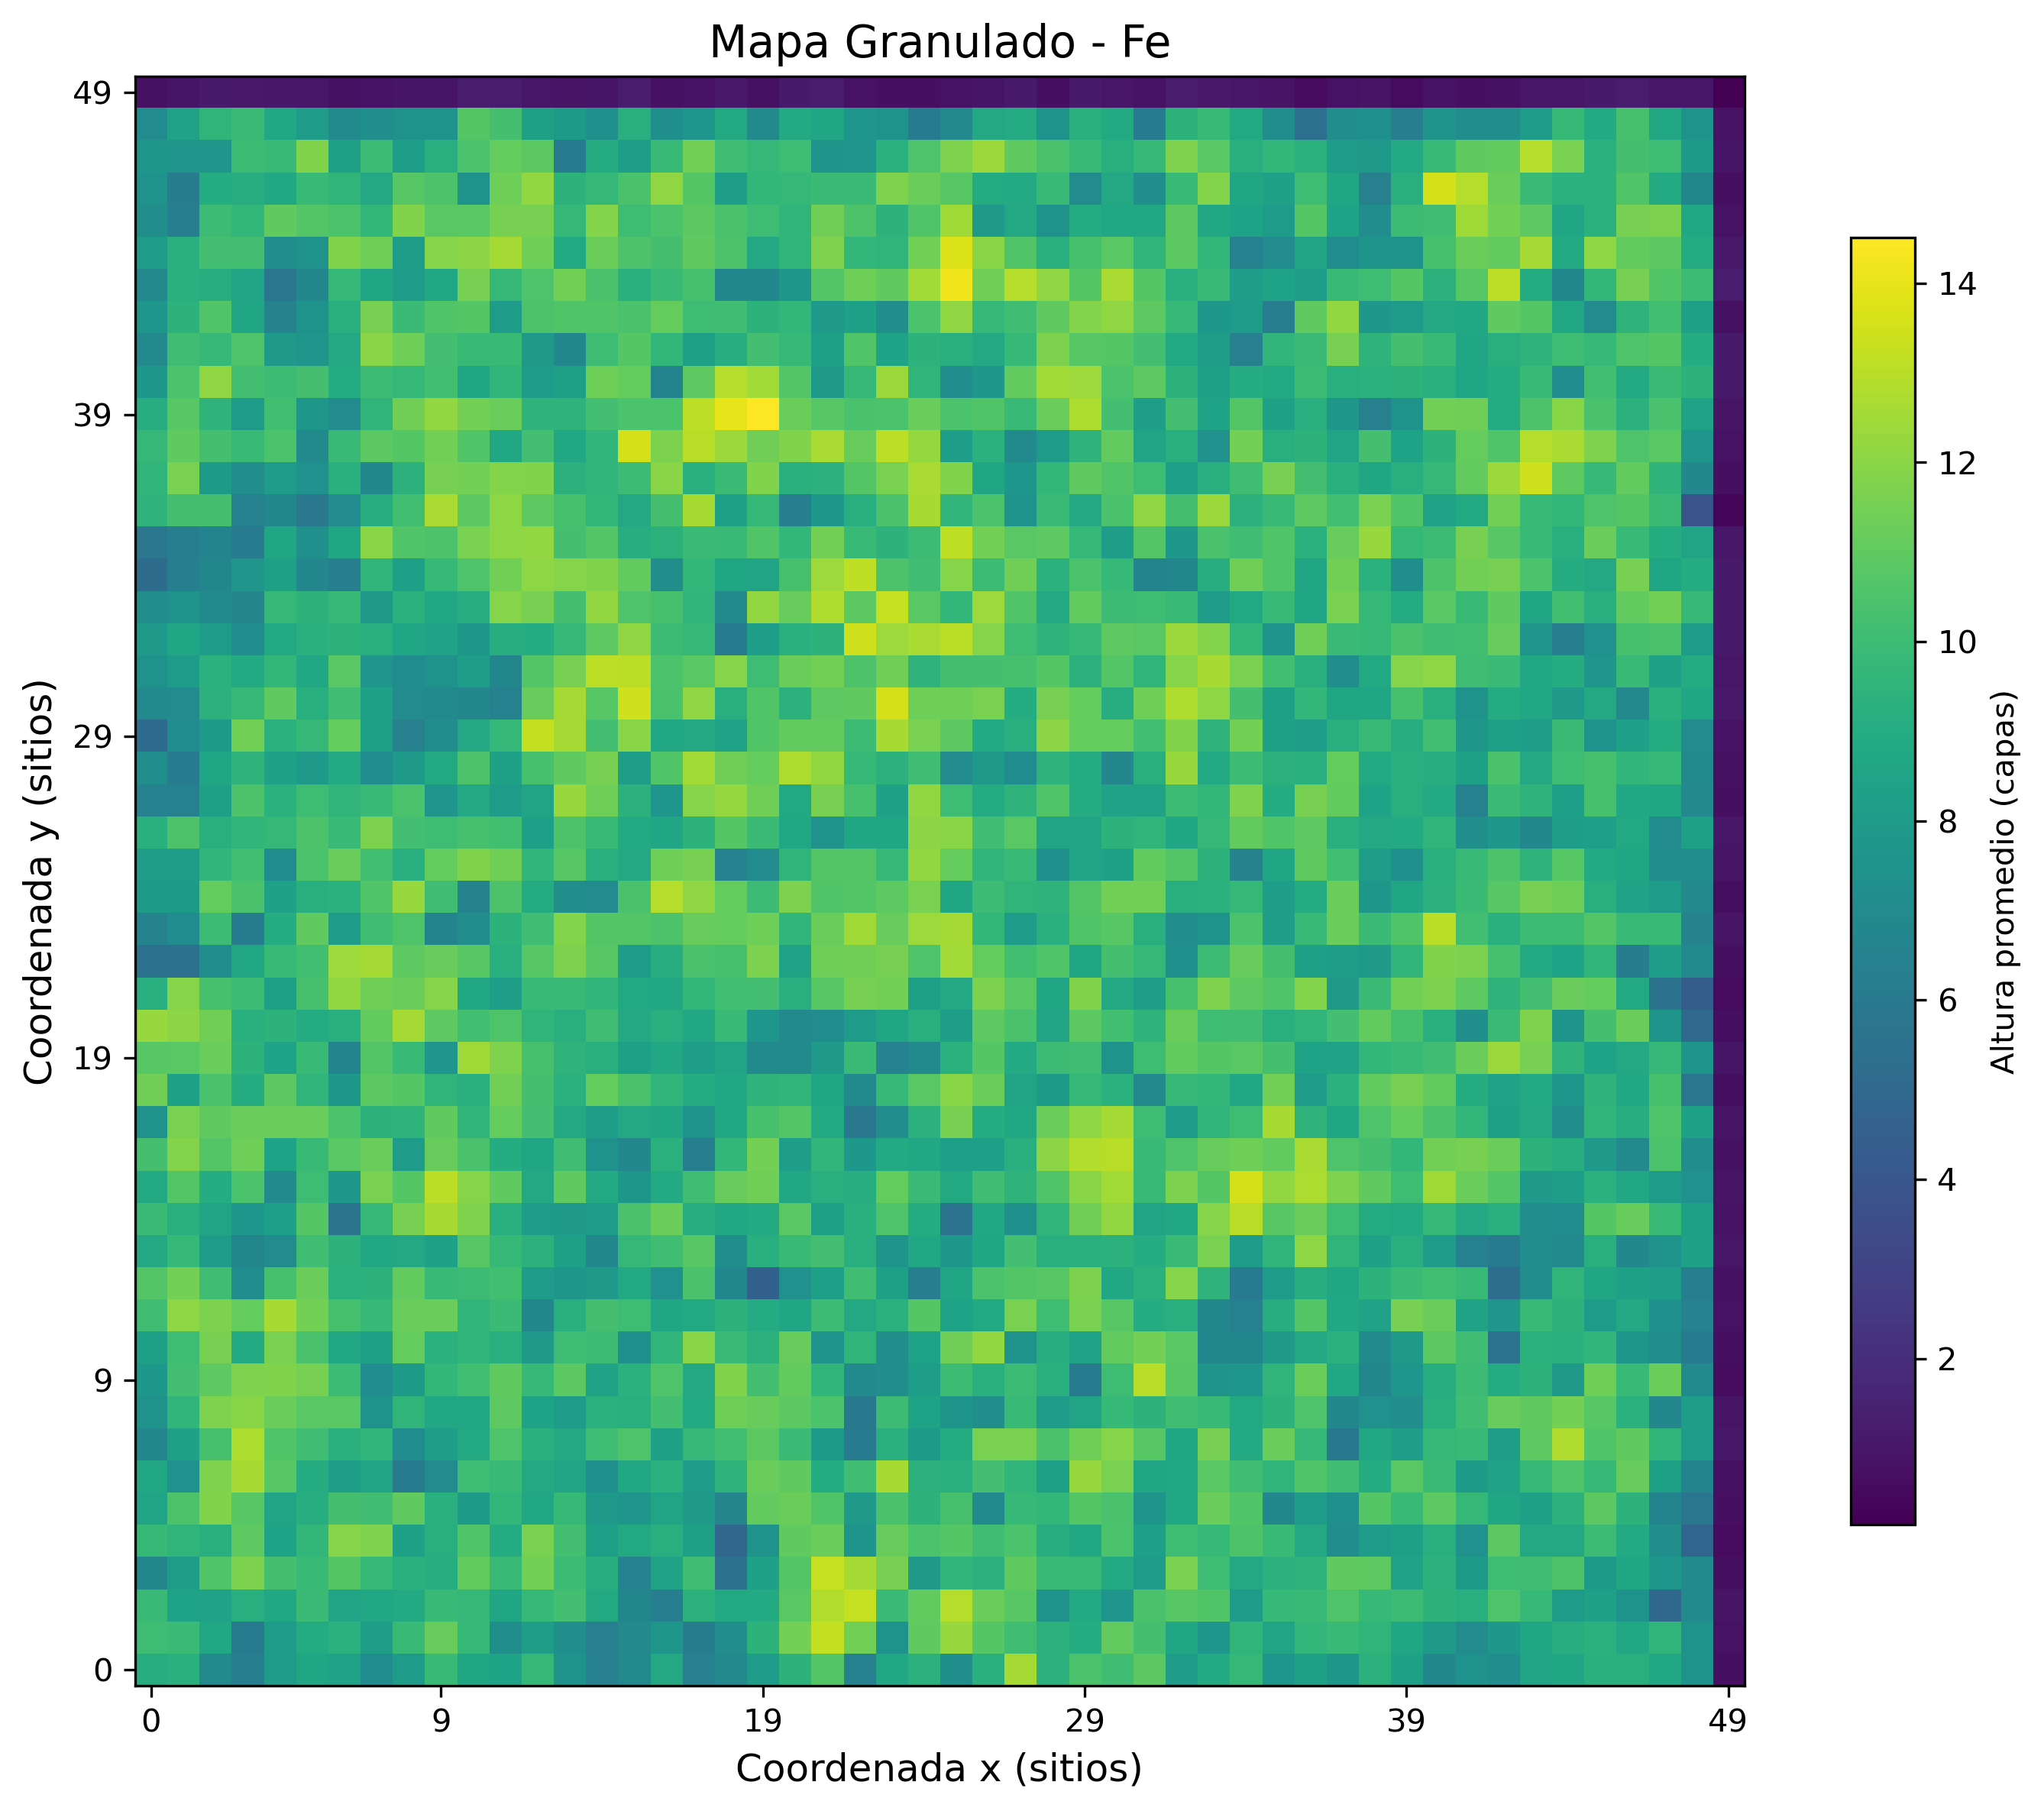 Mapa Granulado - Fe
49
39
29
19
9
0
Coordenada y (sitios)
0 9 19 29 39 49
Coordenada x (sitios)
14
12
10
8
6
4
2
Altura promedio (capas)